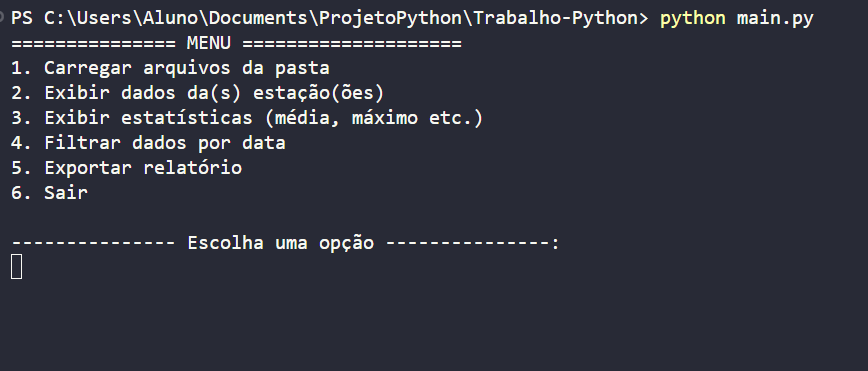 PS C:\Users\Aluno\Documents\ProjetoPython\Trabalho-Python> python main.py
=============== MENU ====================
1. Carregar arquivos da pasta
2. Exibir dados da(s) estação(ões)
3. Exibir estatísticas (média, máximo etc.)
4. Filtrar dados por data
5. Exportar relatório
6. Sair
--------------- Escolha uma opção ---------------: